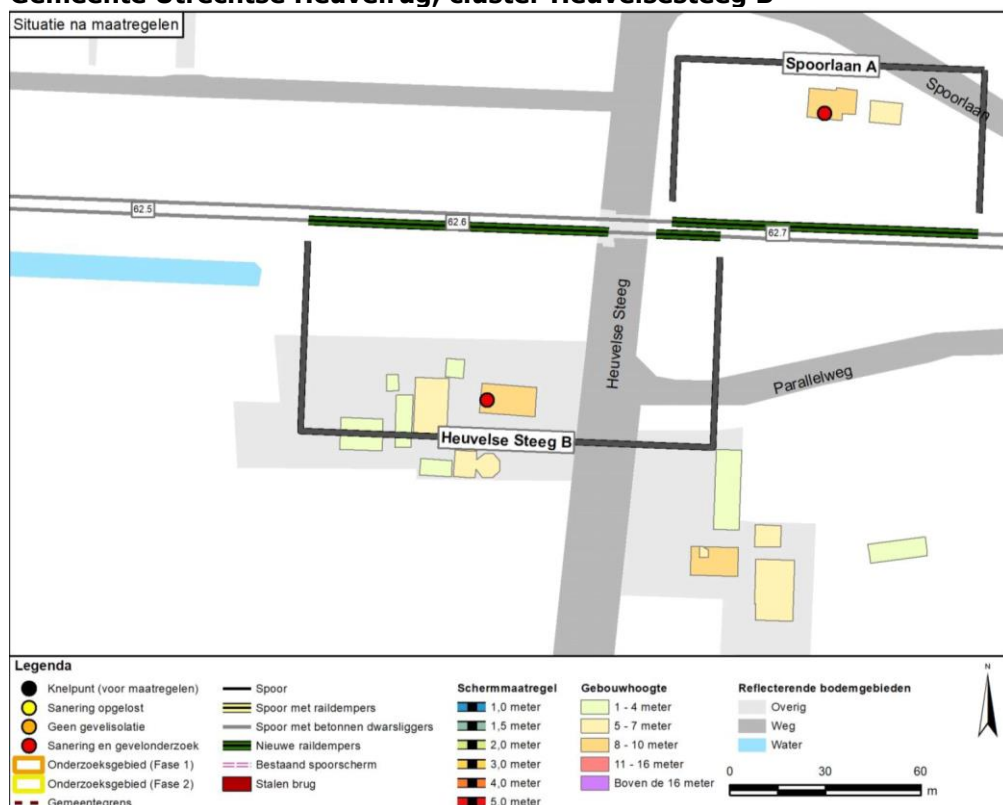 Gemeente Utrechtse Heuvelrug, cluster Heuvelsesteeg B
Situatie na maatregelen
Spoorlaan A
Spoorlaan
62.5
62.6
62.7
Heuvelse Steeg
Parallelweg
Heuvelse Steeg B
Legenda
Knelpunt (voor maatregelen)
Sanering opgelost
Geen gevelisolatie
Sanering en gevelonderzoek
Onderzoeksgebied (Fase 1)
Onderzoeksgebied (Fase 2)
Gemeentegrens
Spoor
Spoor met raildempers
Spoor met betonnen dwarsliggers
Nieuwe raildempers
Bestaand spoorscherm
Stalen brug
Schermmaatregel
1,0 meter
1,5 meter
2,0 meter
3,0 meter
4,0 meter
5,0 meter
Gebouwhoogte
1 - 4 meter
5 - 7 meter
8 - 10 meter
11 - 16 meter
Boven de 16 meter
Reflecterende bodemgebieden
Overig
Weg
Water
N
0 30 60
m